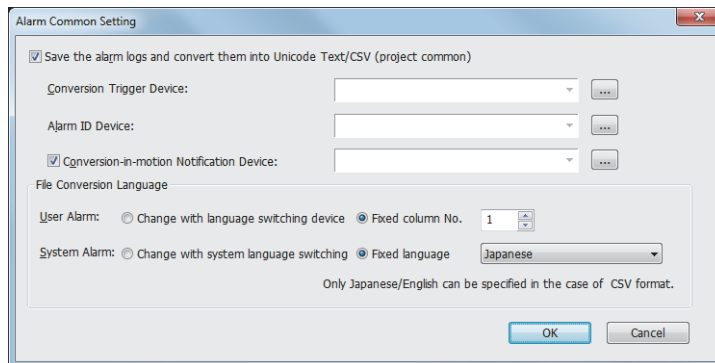 Alarm Common Setting
Save the alarm logs and convert them into Unicode Text/CSV (project common)
Conversion Trigger Device: ...
Alarm ID Device: ...
Conversion-in-motion Notification Device: ...
File Conversion Language
User Alarm: Change with language switching device Fixed column No. 1
System Alarm: Change with system language switching Fixed language Japanese
Only Japanese/English can be specified in the case of CSV format.
OK Cancel